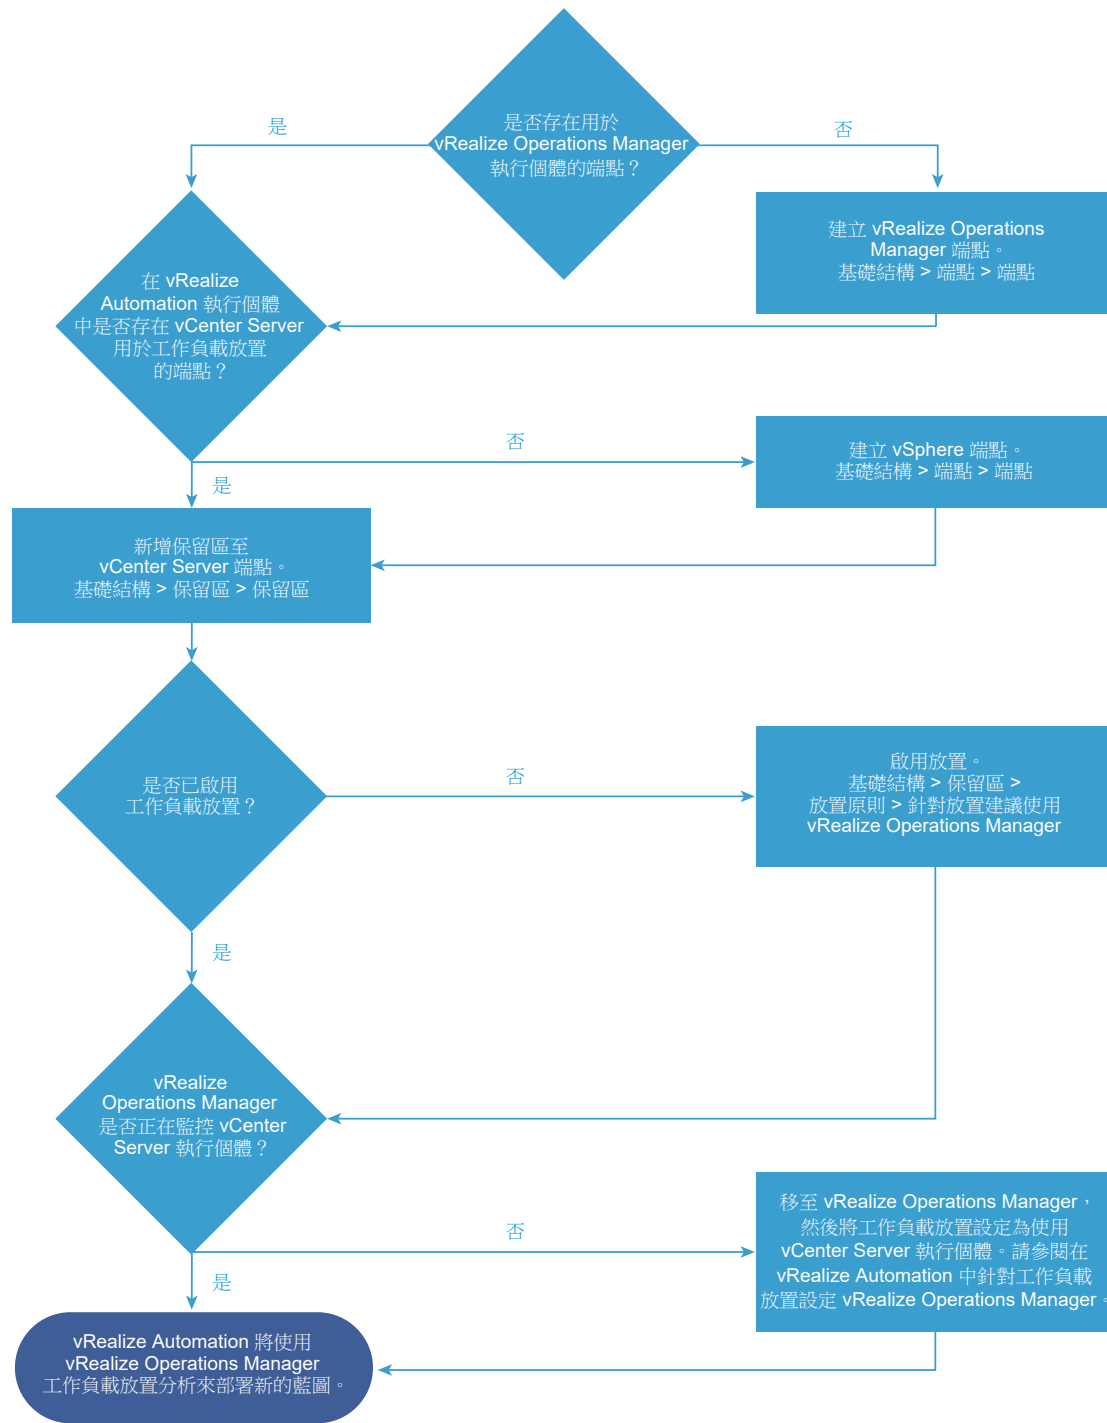 是否存在用於
vRealize Operations Manager
執行個體的端點？
是
否
建立 vRealize Operations
Manager 端點。
基礎結構 > 端點 > 端點
在 vRealize
Automation 執行個體
中是否存在 vCenter Server
用於工作負載放置
的端點？
否
建立 vSphere 端點。
基礎結構 > 端點 > 端點
是
新增保留區至
vCenter Server 端點。
基礎結構 > 保留區 > 保留區
是否已啟用
工作負載放置？
否
啟用放置。
基礎結構 > 保留區 >
放置原則 > 針對放置建議使用
vRealize Operations Manager
是
vRealize
Operations Manager
是否正在監控 vCenter
Server 執行個體？
否
移至 vRealize Operations Manager，
然後將工作負載放置設定為使用
vCenter Server 執行個體。請參閱在
vRealize Automation 中針對工作負載
放置設定 vRealize Operations Manager。
是
vRealize Automation 將使用
vRealize Operations Manager
工作負載放置分析來部署新的藍圖。